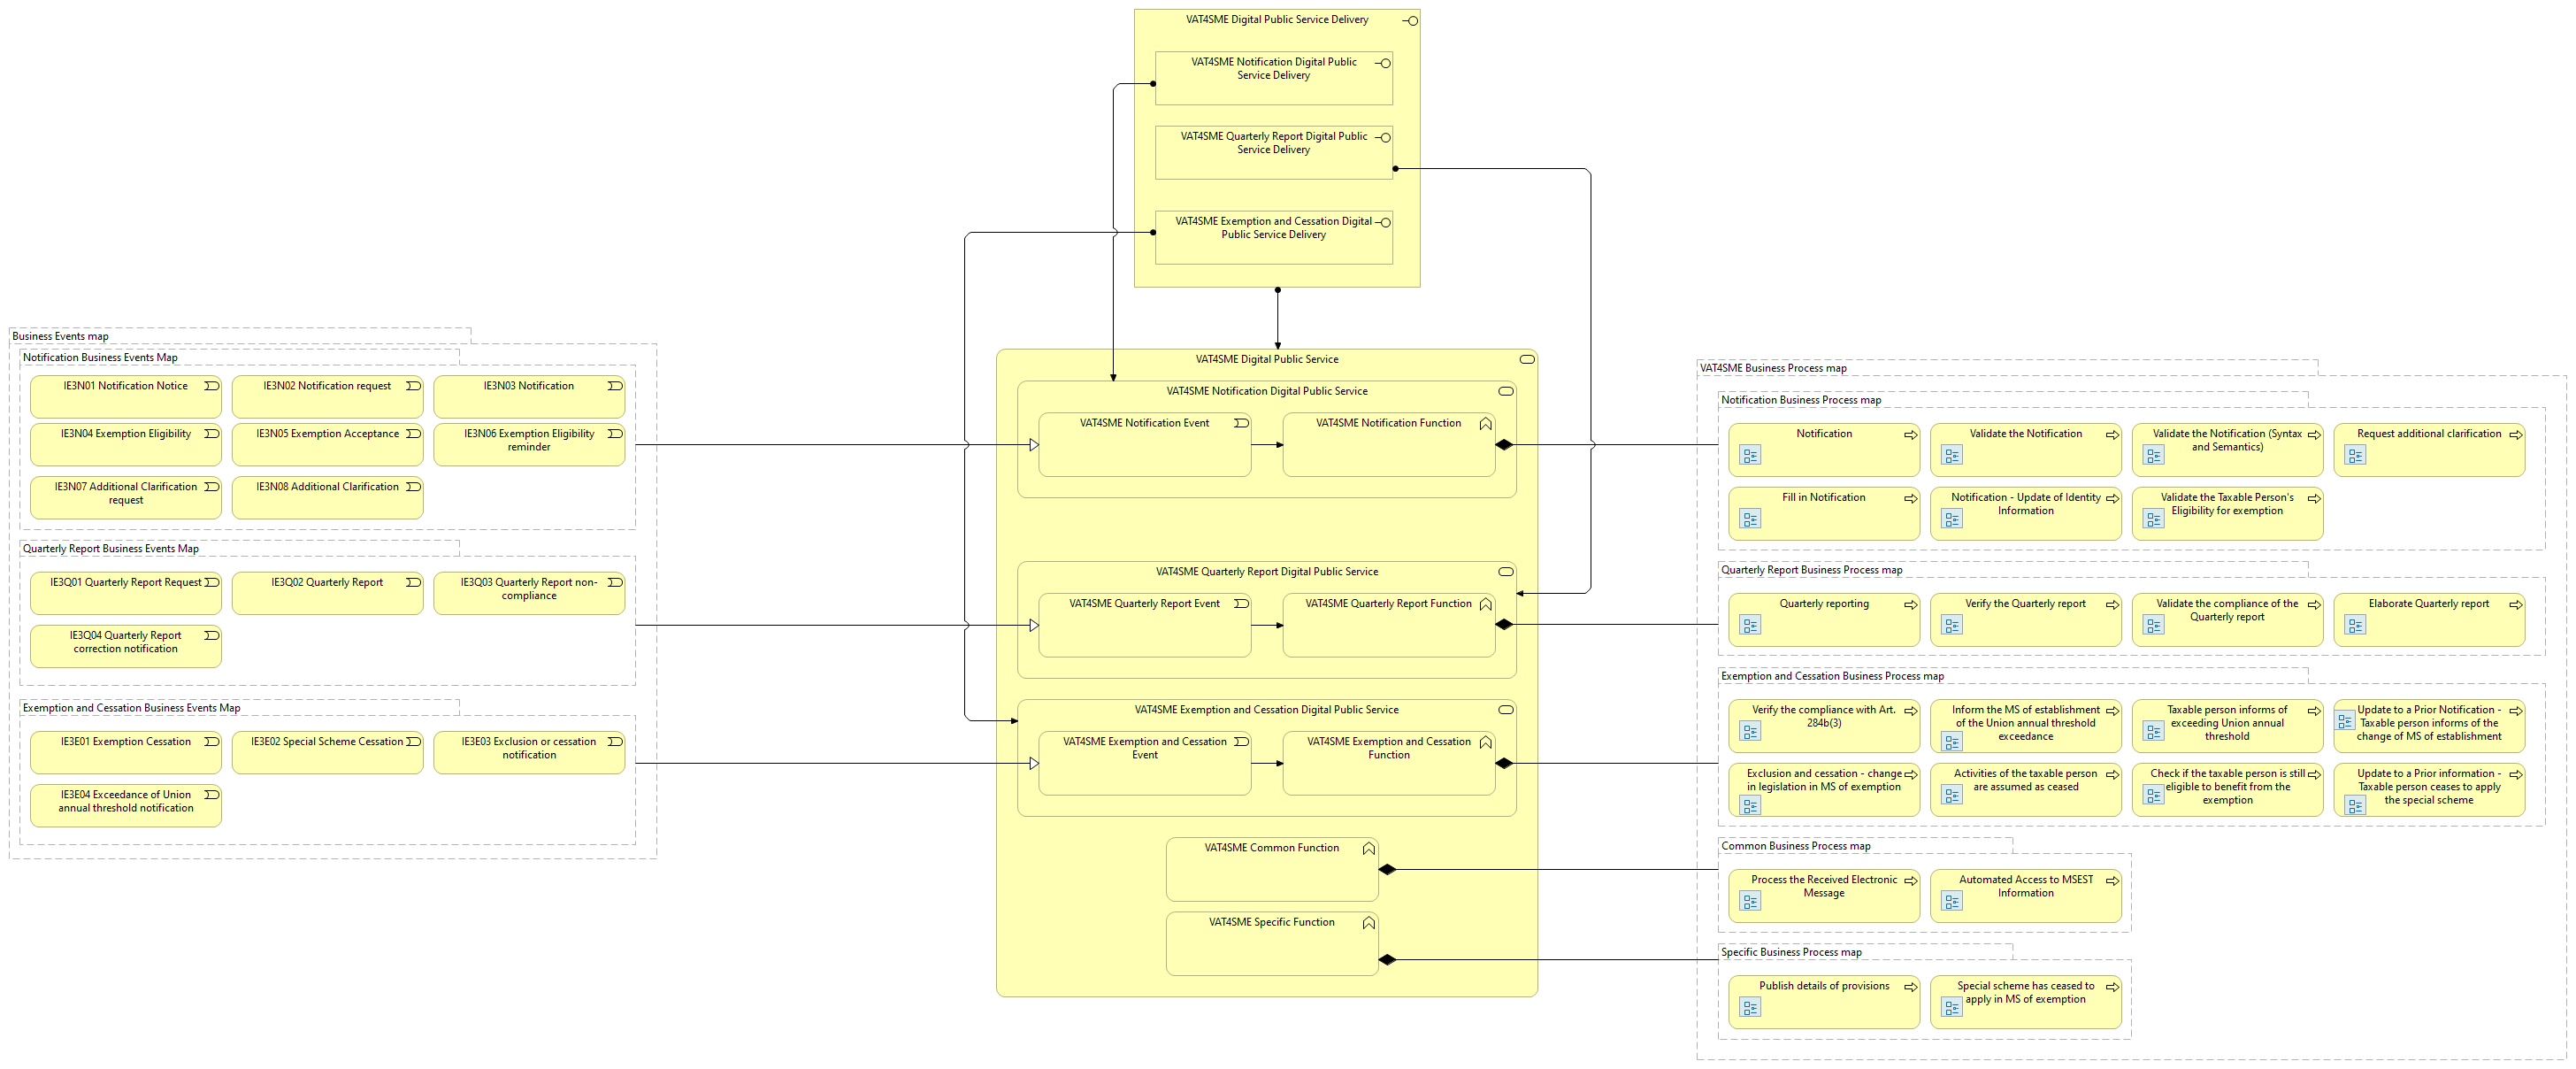 VAT4SME Digital Public Service Delivery
VAT4SME Notification Digital Public
Service Delivery
VAT4SME Quarterly Report Digital Public
Service Delivery
VAT4SME Exemption and Cessation Digital
Public Service Delivery
Business Events map
Notification Business Events Map
IE3N01 Notification Notice
IE3N02 Notification request
IE3N03 Notification
IE3N04 Exemption Eligibility
IE3N05 Exemption Acceptance
IE3N06 Exemption Eligibility
reminder
IE3N07 Additional Clarification
request
IE3N08 Additional Clarification
Quarterly Report Business Events Map
IE3Q01 Quarterly Report Request
IE3Q02 Quarterly Report
IE3Q03 Quarterly Report non-
compliance
IE3Q04 Quarterly Report
correction notification
Exemption and Cessation Business Events Map
IE3E01 Exemption Cessation
IE3E02 Special Scheme Cessation
IE3E03 Exclusion or cessation
notification
IE3E04 Exceedance of Union
annual threshold notification
VAT4SME Digital Public Service
VAT4SME Notification Digital Public Service
VAT4SME Notification Event
VAT4SME Notification Function
VAT4SME Quarterly Report Digital Public Service
VAT4SME Quarterly Report Event
VAT4SME Quarterly Report Function
VAT4SME Exemption and Cessation Digital Public Service
VAT4SME Exemption and Cessation
Event
VAT4SME Exemption and Cessation
Function
VAT4SME Common Function
VAT4SME Specific Function
VAT4SME Business Process map
Notification Business Process map
Notification
Validate the Notification
Validate the Notification (Syntax
and Semantics)
Request additional clarification
Fill in Notification
Notification - Update of Identity
Information
Validate the Taxable Person's
Eligibility for exemption
Quarterly Report Business Process map
Quarterly reporting
Verify the Quarterly report
Validate the compliance of the
Quarterly report
Elaborate Quarterly report
Exemption and Cessation Business Process map
Verify the compliance with Art.
284b(3)
Inform the MS of establishment
of the Union annual threshold
exceedance
Taxable person informs of
exceeding Union annual
threshold
Update to a Prior Notification -
Taxable person informs of the
change of MS of establishment
Exclusion and cessation - change
in legislation in MS of exemption
Activities of the taxable person
are assumed as ceased
Check if the taxable person is still
eligible to benefit from the
exemption
Update to a Prior information -
Taxable person ceases to apply
the special scheme
Common Business Process map
Process the Received Electronic
Message
Automated Access to MSEST
Information
Specific Business Process map
Publish details of provisions
Special scheme has ceased to
apply in MS of exemption